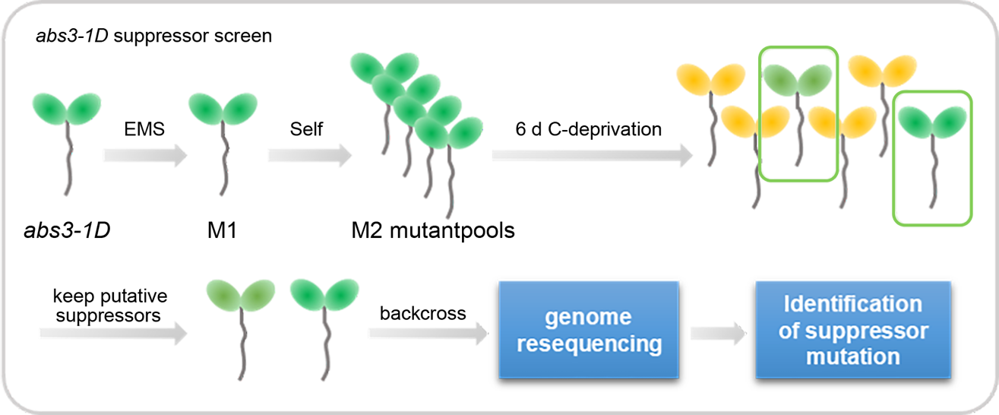 abs3-1D suppressor screen
EMS
Self
6 d C-deprivation
abs3-1D
M1
M2 mutantpools
keep putative
suppressors
backcross
genome
resequencing
Identification
of suppressor
mutation